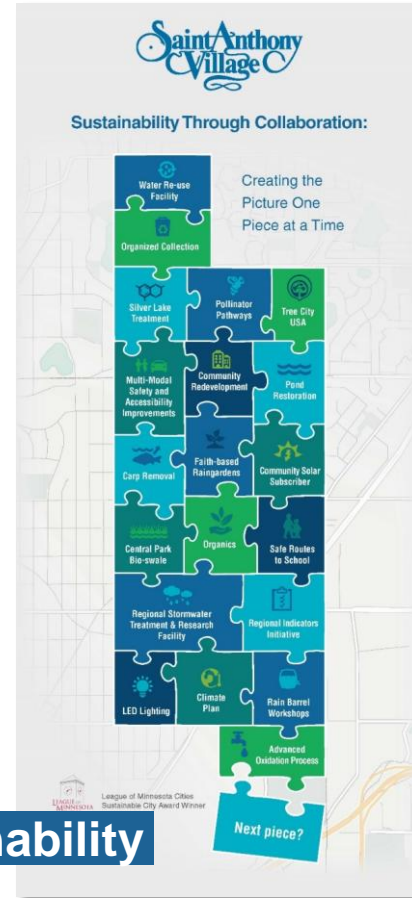 Saint Anthony
Village
Sustainability Through Collaboration:
Creating the
Picture One
Piece at a Time
Water Re-use
Facility
Organized Collection
Silver Lake
Treatment
Pollinator
Pathways
Tree City
USA
Multi-Modal
Safety and
Accessibility
Improvements
Community
Redevelopment
Pond
Restoration
Carp Removal
Faith-based
Raingardens
Community Solar
Subscriber
Central Park
Bio-swale
Organics
Safe Routes
to School
Regional Stormwater
Treatment & Research
Facility
Regional Indicators
Initiative
LED Lighting
Climate
Plan
Rain Barrel
Workshops
Advanced
Oxidation Process
League of Minnesota Cities
Sustainable City Award Winner
LEAGUE of
MINNESOTA
Next piece?
nability